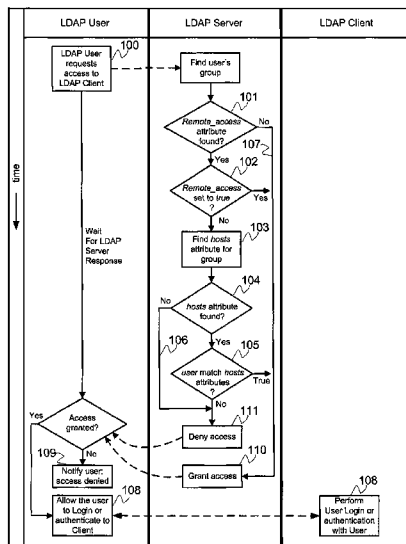 LDAP User
LDAP Server
LDAP Client
time
LDAP User
requests
access to
LDAP Client
100
Find user's
group
101
Remote_access
attribute
found?
No
107
Yes
102
Remote_access
set to true
?
Yes
No
103
Find hosts
attribute for
group
Wait
For LDAP
Server
Response
104
No
hosts attribute
found?
Yes
106
105
user match hosts
attributes
?
True
No
111
Deny access
Yes
Access
granted?
No
109
110
Grant access
Notify user:
access denied
108
Allow the user
to Login or
authenticate to
Client
108
Perform
User Login or
authentication
with User